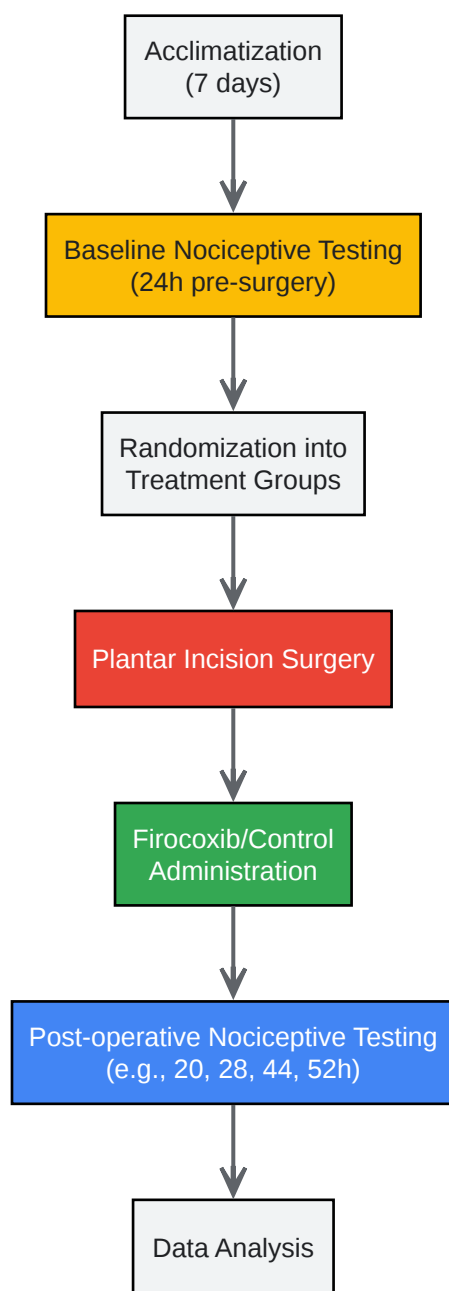 Acclimatization
(7 days)
Baseline Nociceptive Testing
(24h pre-surgery)
Randomization into
Treatment Groups
Plantar Incision Surgery
Firocoxib/Control
Administration
Post-operative Nociceptive Testing
(e.g., 20, 28, 44, 52h)
Data Analysis